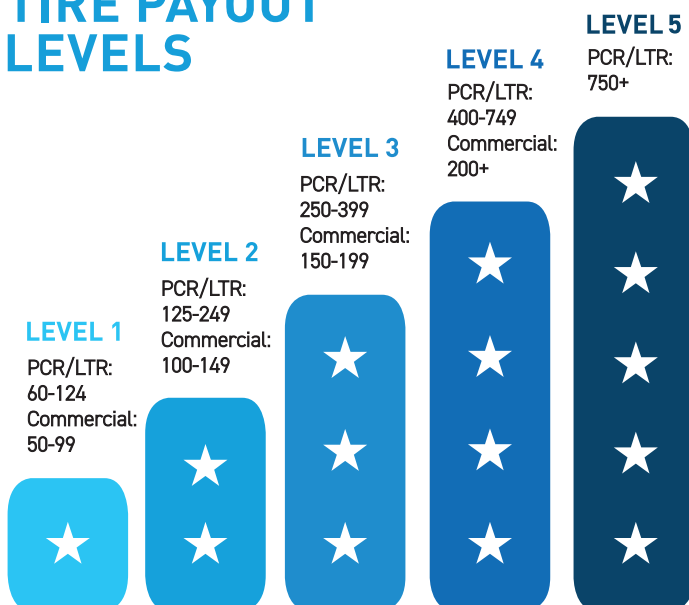 TIRE PAYOUT
LEVELS
LEVEL 1
PCR/LTR:
60-124
Commercial:
50-99
LEVEL 2
PCR/LTR:
125-249
Commercial:
100-149
LEVEL 3
PCR/LTR:
250-399
Commercial:
150-199
LEVEL 4
PCR/LTR:
400-749
Commercial:
200+
LEVEL 5
PCR/LTR:
750+